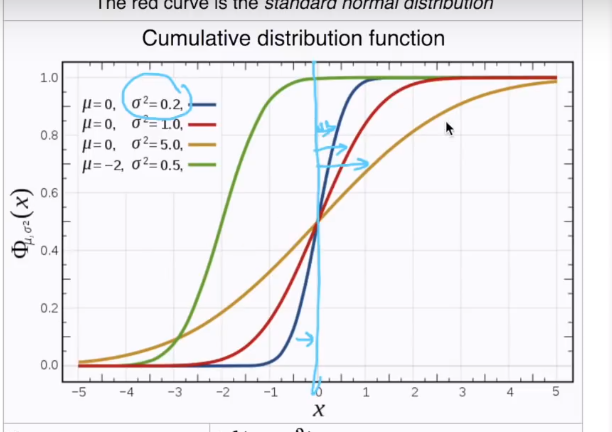 The red curve is the standard normal distribution
Cumulative distribution function
1.0
0.8
0.6
0.4
0.2
0.0
μ=0, σ²=0.2,
μ=0, σ²=1.0,
μ=0, σ²=5.0,
μ=−2, σ²=0.5,
Φμ,σ²(x)
−5 −4 −3 −2 −1 0 1 2 3 4 5
x